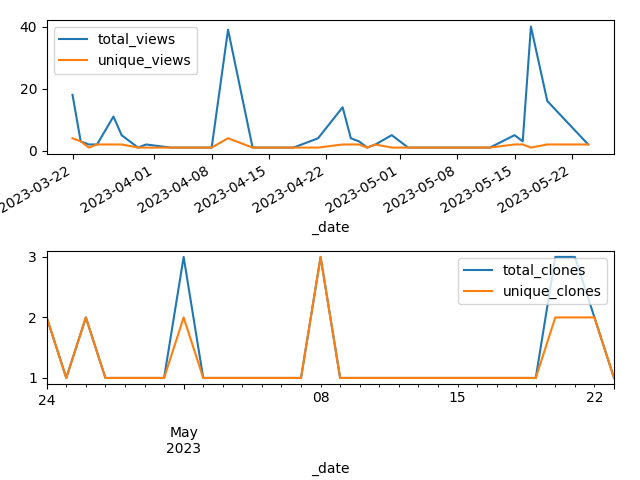 40
20
0
total_views
unique_views
2023-03-22
2023-04-01
2023-04-08
2023-04-15
2023-04-22
2023-05-01
2023-05-08
2023-05-15
2023-05-22
_date
3
2
1
total_clones
unique_clones
24
08
15
22
May
2023
_date